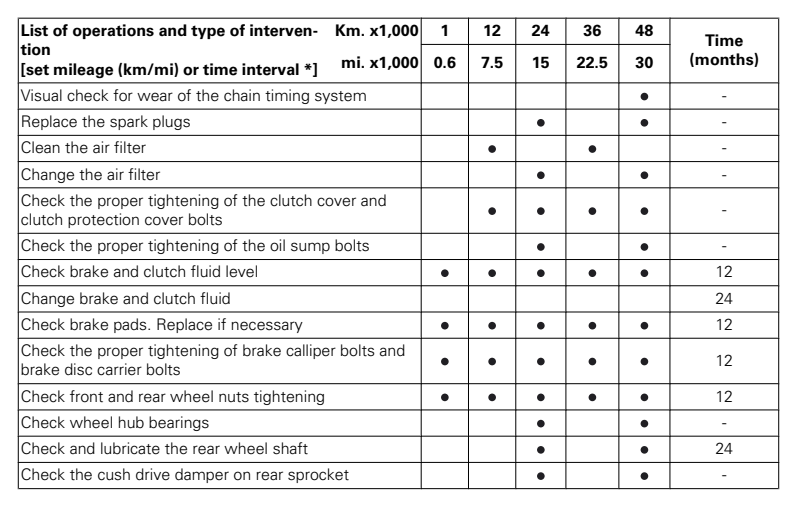 List of operations and type of interven- Km. x1,000 1 12 24 36 48 Time
tion
[set mileage (km/mi) or time interval *] mi. x1,000 0.6 7.5 15 22.5 30 (months)
Visual check for wear of the chain timing system ● -
Replace the spark plugs ● ● -
Clean the air filter ● ● -
Change the air filter ● ● -
Check the proper tightening of the clutch cover and
clutch protection cover bolts ● ● ● ● -
Check the proper tightening of the oil sump bolts ● ● -
Check brake and clutch fluid level ● ● ● ● ● 12
Change brake and clutch fluid 24
Check brake pads. Replace if necessary ● ● ● ● ● 12
Check the proper tightening of brake calliper bolts and
brake disc carrier bolts ● ● ● ● ● 12
Check front and rear wheel nuts tightening ● ● ● ● ● 12
Check wheel hub bearings ● ● -
Check and lubricate the rear wheel shaft ● ● 24
Check the cush drive damper on rear sprocket ● ● -